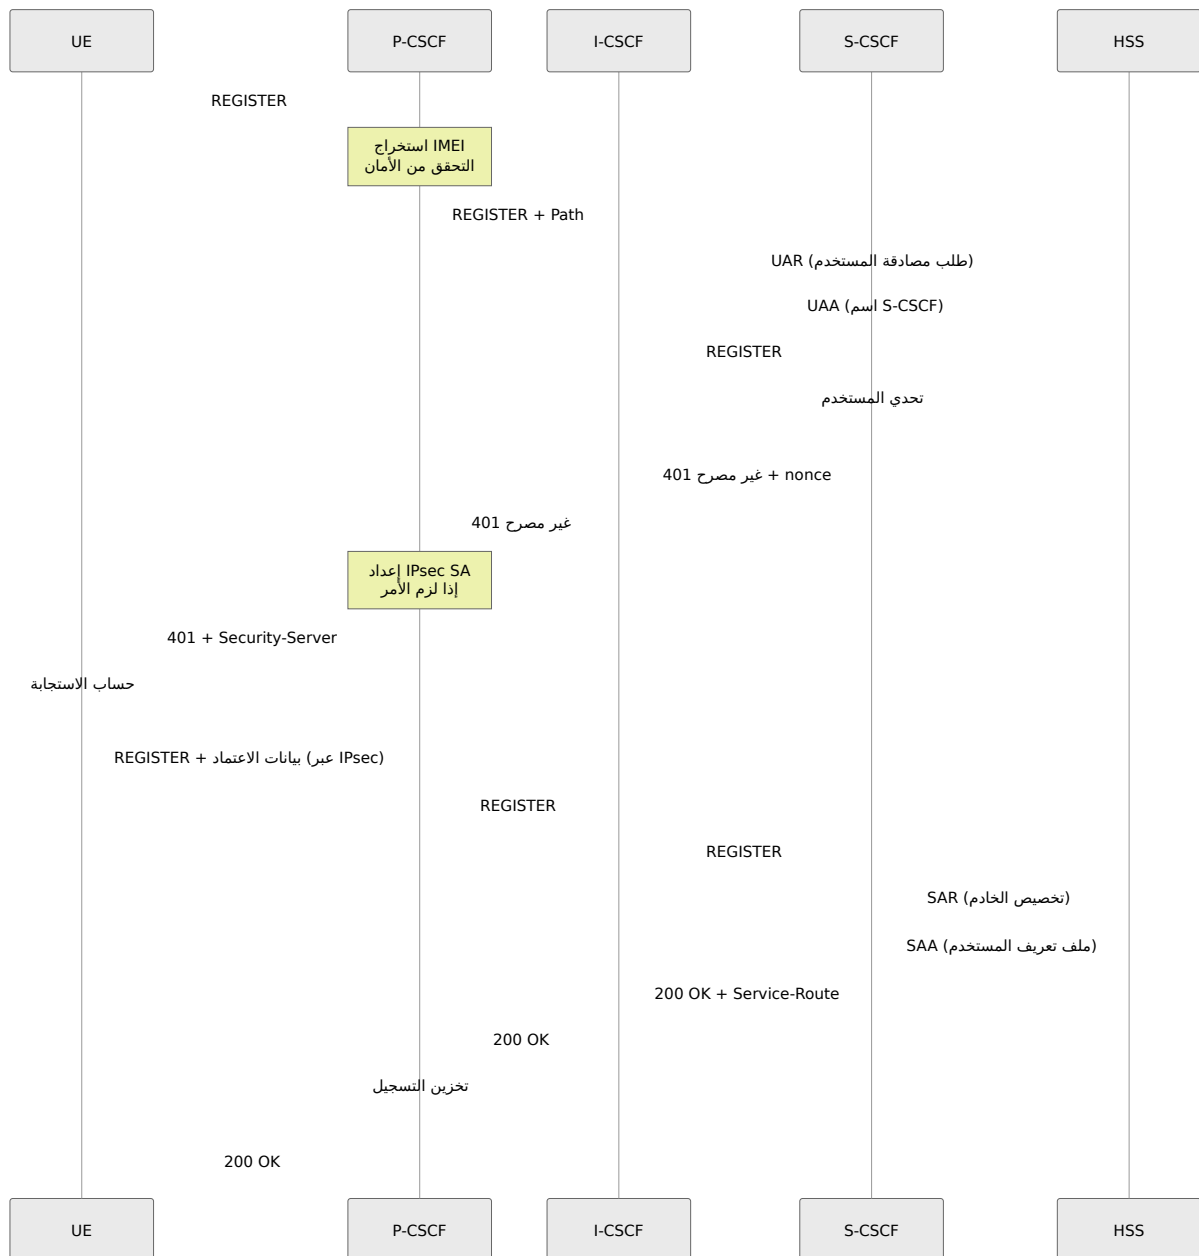 UE
P-CSCF
I-CSCF
S-CSCF
HSS
REGISTER
استخراج IMEI
التحقق من الأمان
REGISTER + Path
UAR (طلب مصادقة المستخدم)
UAA (اسم S-CSCF)
REGISTER
تحدي المستخدم
401 غير مصرح + nonce
401 غير مصرح
إعداد IPsec SA
إذا لزم الأمر
401 + Security-Server
حساب الاستجابة
REGISTER + بيانات الاعتماد (عبر IPsec)
REGISTER
REGISTER
SAR (تخصيص الخادم)
SAA (ملف تعريف المستخدم)
200 OK + Service-Route
200 OK
تخزين التسجيل
200 OK
UE
P-CSCF
I-CSCF
S-CSCF
HSS